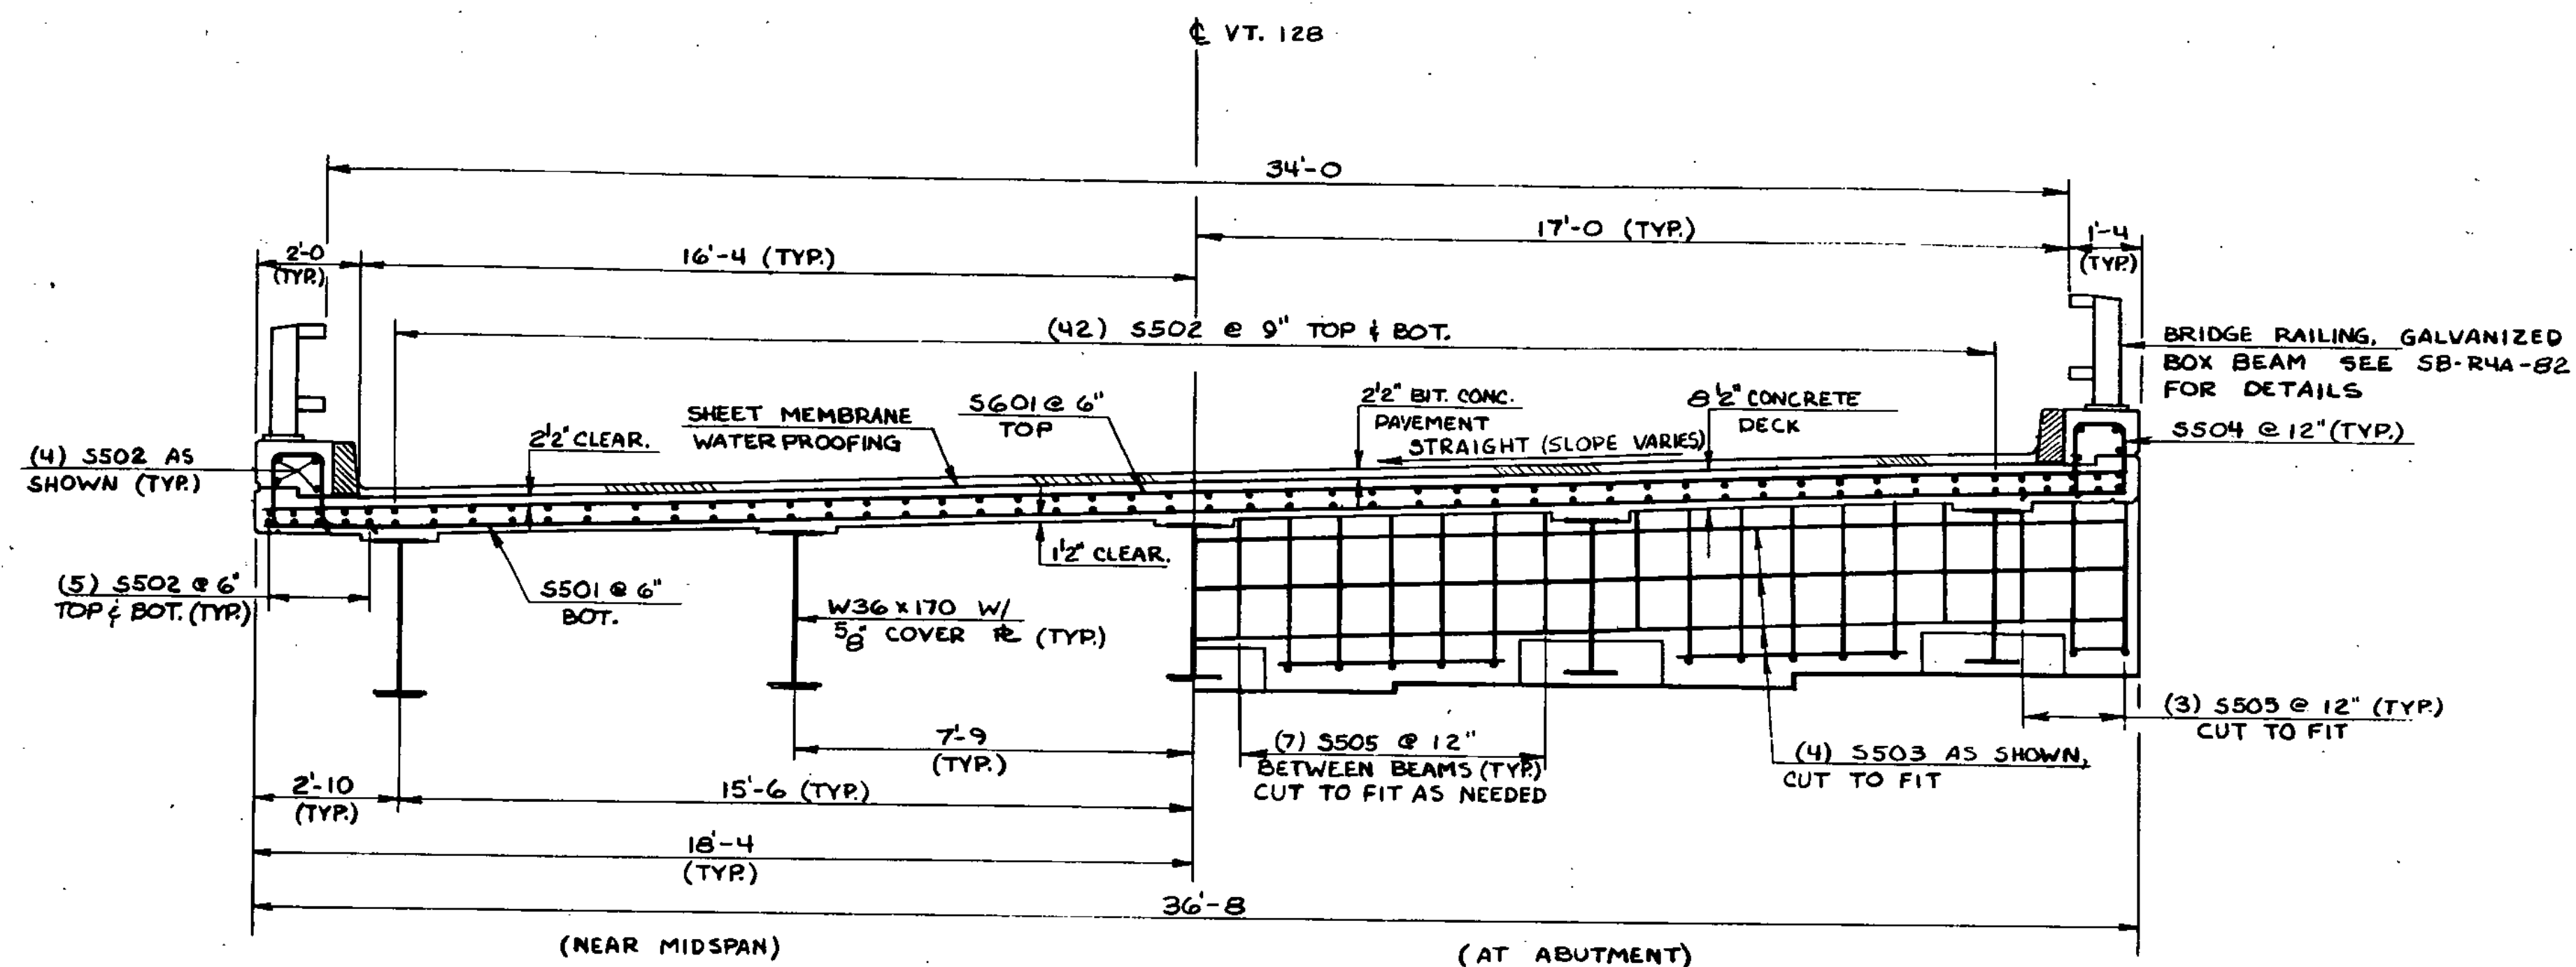 ℄ VT. 128
34'-0
17'-0 (TYP.)
1'-4
(TYP.)
2'-0
(TYP.)
16'-4 (TYP.)
(42) S502 @ 9" TOP & BOT.
BRIDGE RAILING, GALVANIZED
BOX BEAM SEE SB-R4A-82
FOR DETAILS
SHEET MEMBRANE
WATERPROOFING
S601 @ 6"
TOP
2½" BIT. CONC.
PAVEMENT
8½" CONCRETE
DECK
STRAIGHT (SLOPE VARIES)
2½" CLEAR.
S504 @ 12" (TYP.)
(4) S502 AS
SHOWN (TYP.)
1½" CLEAR.
(5) S502 @ 6"
TOP & BOT. (TYP.)
S501 @ 6"
BOT.
W36 x 170 W/
5/8" COVER ℄ (TYP.)
(3) S505 @ 12" (TYP.)
CUT TO FIT
7'-9
(TYP.)
(7) S505 @ 12"
BETWEEN BEAMS (TYP.)
CUT TO FIT AS NEEDED
(4) S503 AS SHOWN,
CUT TO FIT
2'-10
(TYP.)
15'-6 (TYP.)
18'-4
(TYP.)
36'-8
(NEAR MIDSPAN)
(AT ABUTMENT)